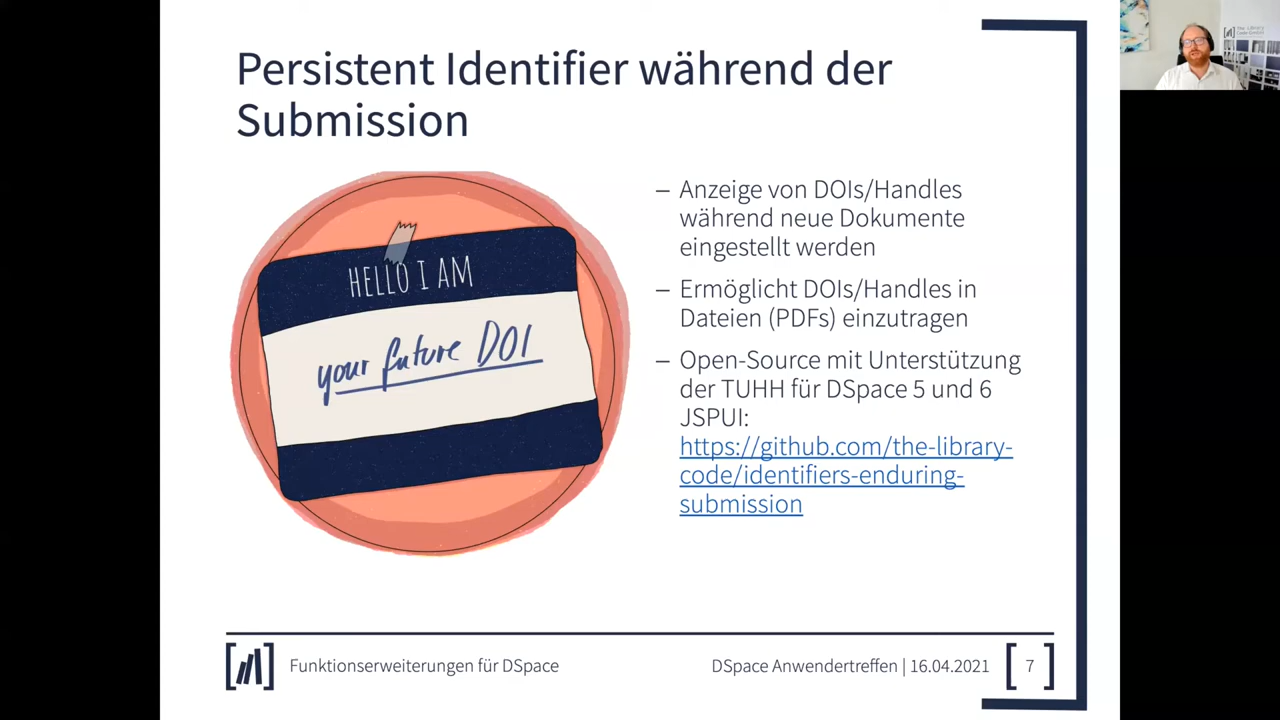 Persistent Identifier während der
Submission
HELLO I AM
your future DOI
– Anzeige von DOIs/Handles
während neue Dokumente
eingestellt werden
– Ermöglicht DOIs/Handles in
Dateien (PDFs) einzutragen
– Open-Source mit Unterstützung
der TUHH für DSpace 5 und 6
JSPUI:
https://github.com/the-library-
code/identifiers-enduring-
submission
Funktionserweiterungen für DSpace
DSpace Anwendertreffen | 16.04.2021
7